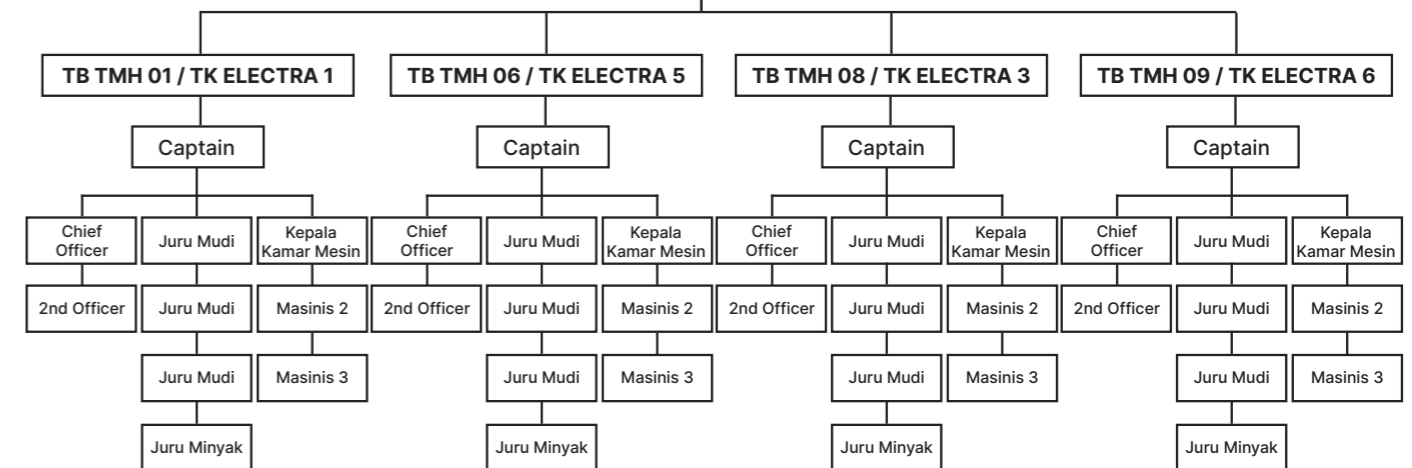 TB TMH 01 / TK ELECTRA 1
TB TMH 06 / TK ELECTRA 5
TB TMH 08 / TK ELECTRA 3
TB TMH 09 / TK ELECTRA 6
Captain
Captain
Captain
Captain
Chief
Officer
Juru Mudi
Kepala
Kamar Mesin
Chief
Officer
Juru Mudi
Kepala
Kamar Mesin
Chief
Officer
Juru Mudi
Kepala
Kamar Mesin
Chief
Officer
Juru Mudi
Kepala
Kamar Mesin
2nd Officer
Juru Mudi
Masinis 2
2nd Officer
Juru Mudi
Masinis 2
2nd Officer
Juru Mudi
Masinis 2
2nd Officer
Juru Mudi
Masinis 2
Juru Mudi
Masinis 3
Juru Mudi
Masinis 3
Juru Mudi
Masinis 3
Juru Mudi
Masinis 3
Juru Minyak
Juru Minyak
Juru Minyak
Juru Minyak